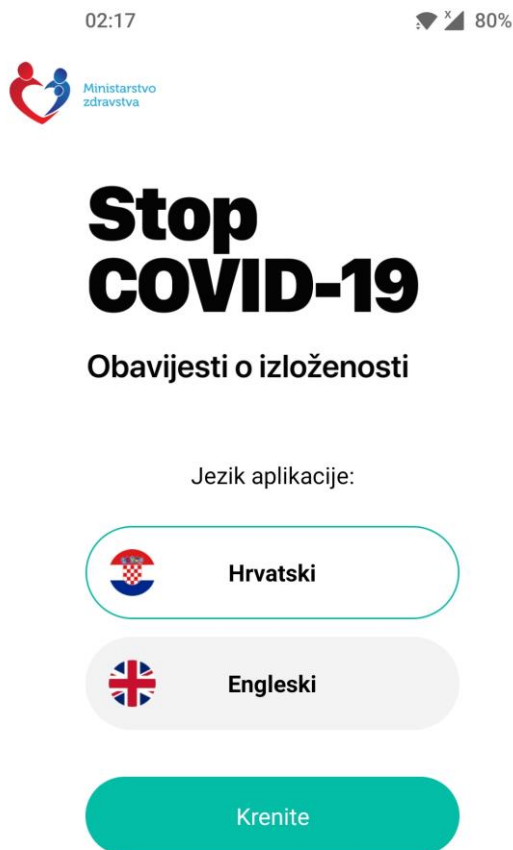 02:17
80%
Ministarstvo
zdravstva
Stop
COVID-19
Obavijesti o izloženosti
Jezik aplikacije:
Hrvatski
Engleski
Krenite